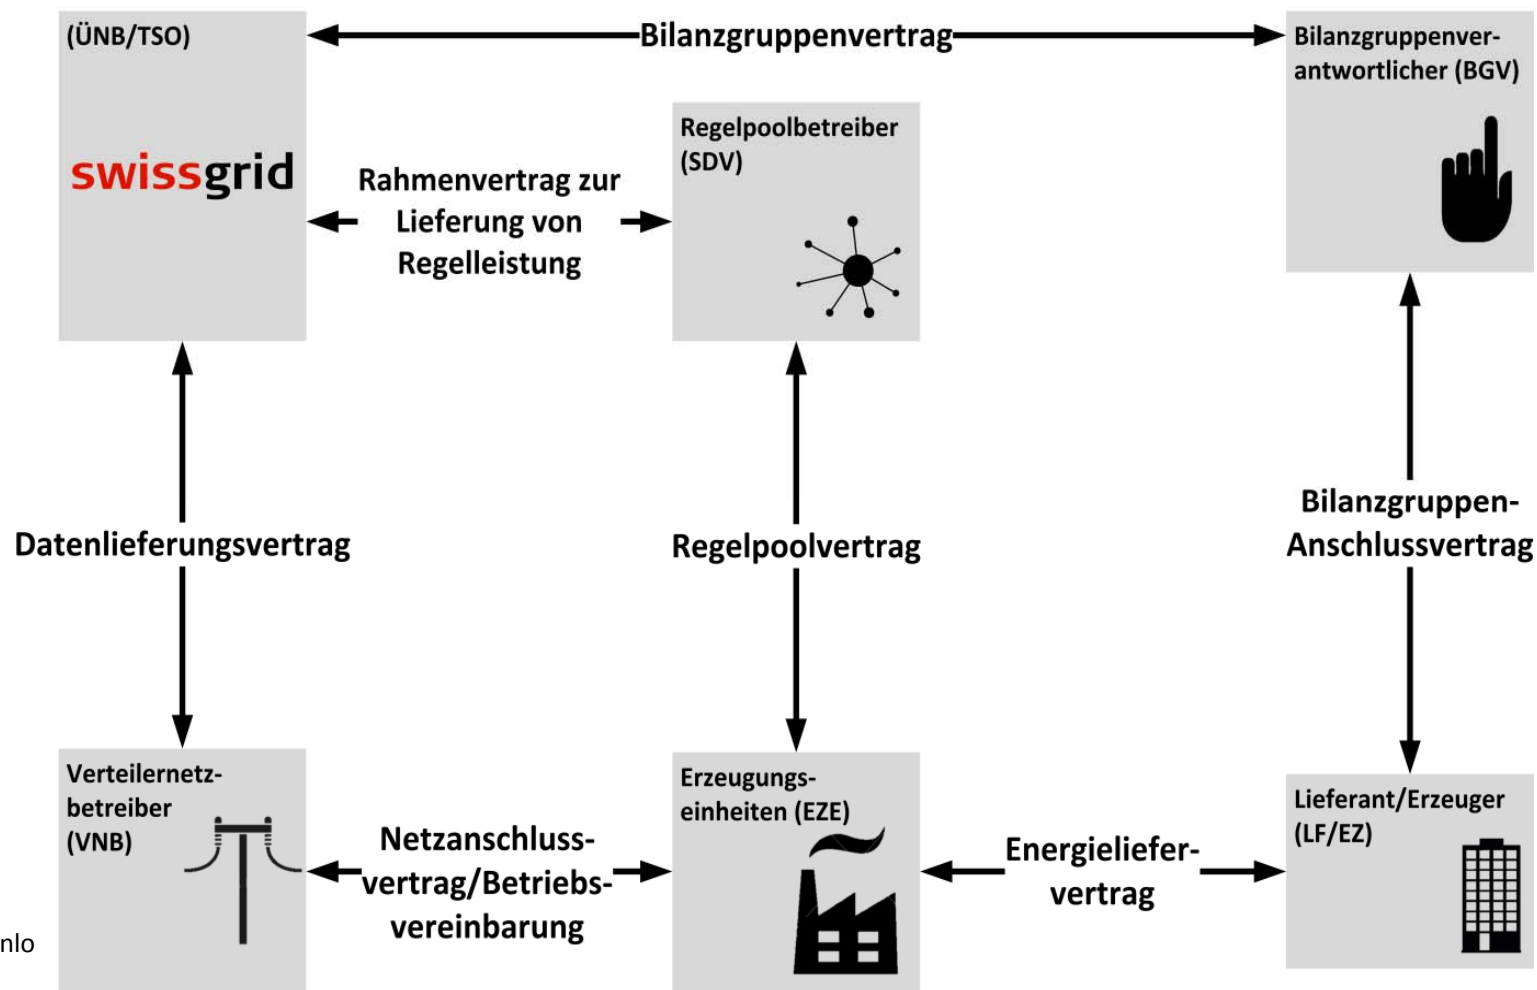 (ÜNB/TSO)
swissgrid
Bilanzgruppenvertrag
Bilanzgruppenver-
antwortlicher (BGV)
Regelpoolbetreiber
(SDV)
Rahmenvertrag zur
Lieferung von
Regelleistung
Datenlieferungsvertrag
Regelpoolvertrag
Bilanzgruppen-
Anschlussvertrag
Verteilernetz-
betreiber
(VNB)
Netzanschluss-
vertrag/Betriebs-
vereinbarung
Erzeugungs-
einheiten (EZE)
Energieliefer-
vertrag
Lieferant/Erzeuger
(LF/EZ)
nlo